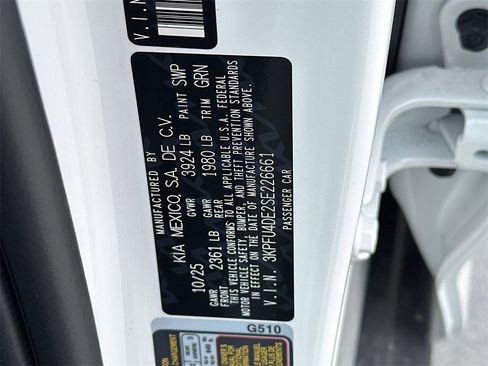 V.I.N
MANUFACTURED BY
KIA MEXICO, S.A. DE C.V.
10/25 GVWR 3924 LB PAINT SWP
GAWR FRONT 2361 LB GAWR REAR 1980 LB TRIM GRN
THIS VEHICLE CONFORMS TO ALL APPLICABLE U.S.A. FEDERAL
MOTOR VEHICLE SAFETY, BUMPER, AND THEFT PREVENTION STANDARDS
IN EFFECT ON THE DATE OF MANUFACTURE SHOWN ABOVE.
V.I.N. 3KPFU4DE2SE226661
PASSENGER CAR
G510